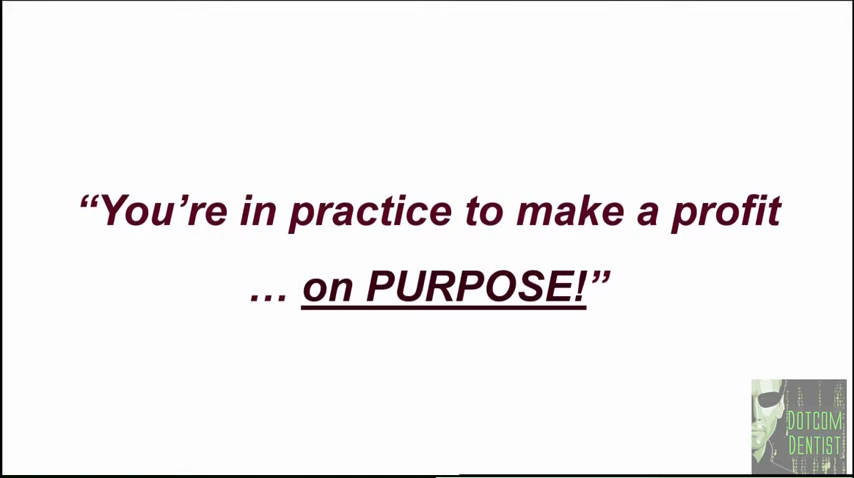 “You’re in practice to make a profit
… on PURPOSE!”
DOTCOM
DENTIST